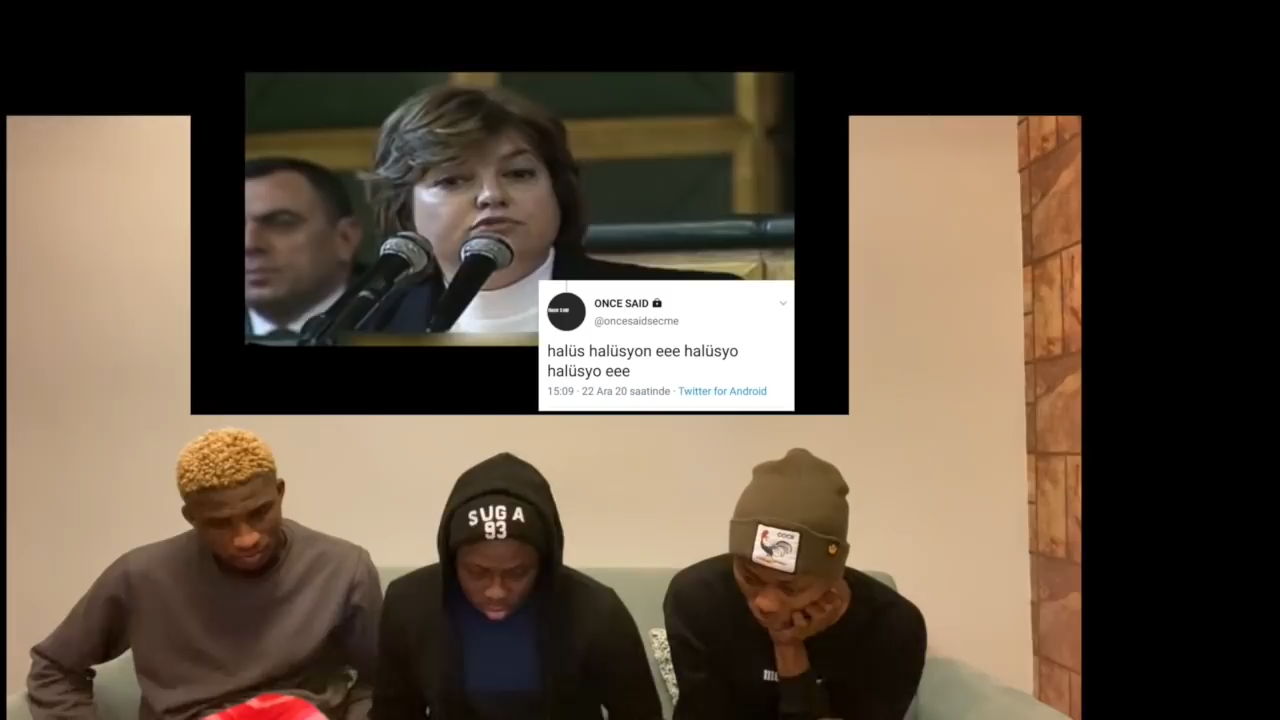 ONCE SAID
@oncesaidsecme
halüs halüsyon eee halüsyo
halüsyo eee
15:09 · 22 Ara 20 saatinde · Twitter for Android
SUGA
93